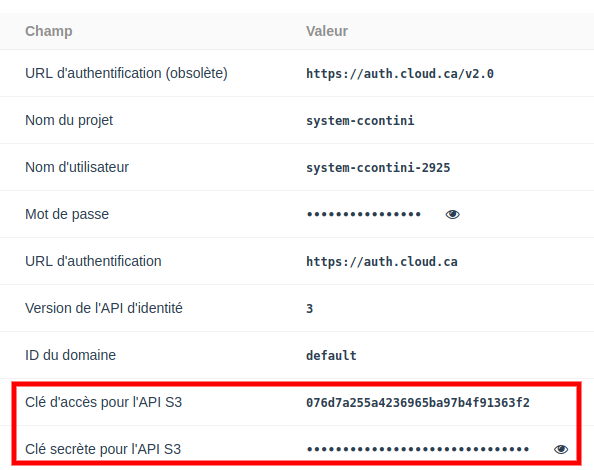 Champ Valeur
URL d'authentification (obsolète) https://auth.cloud.ca/v2.0
Nom du projet system-ccontini
Nom d'utilisateur system-ccontini-2925
Mot de passe ••••••••••••••••
URL d'authentification https://auth.cloud.ca
Version de l'API d'identité 3
ID du domaine default
Clé d'accès pour l'API S3 076d7a255a4236965ba97b4f91363f2
Clé secrète pour l'API S3 •••••••••••••••••••••••••••••••